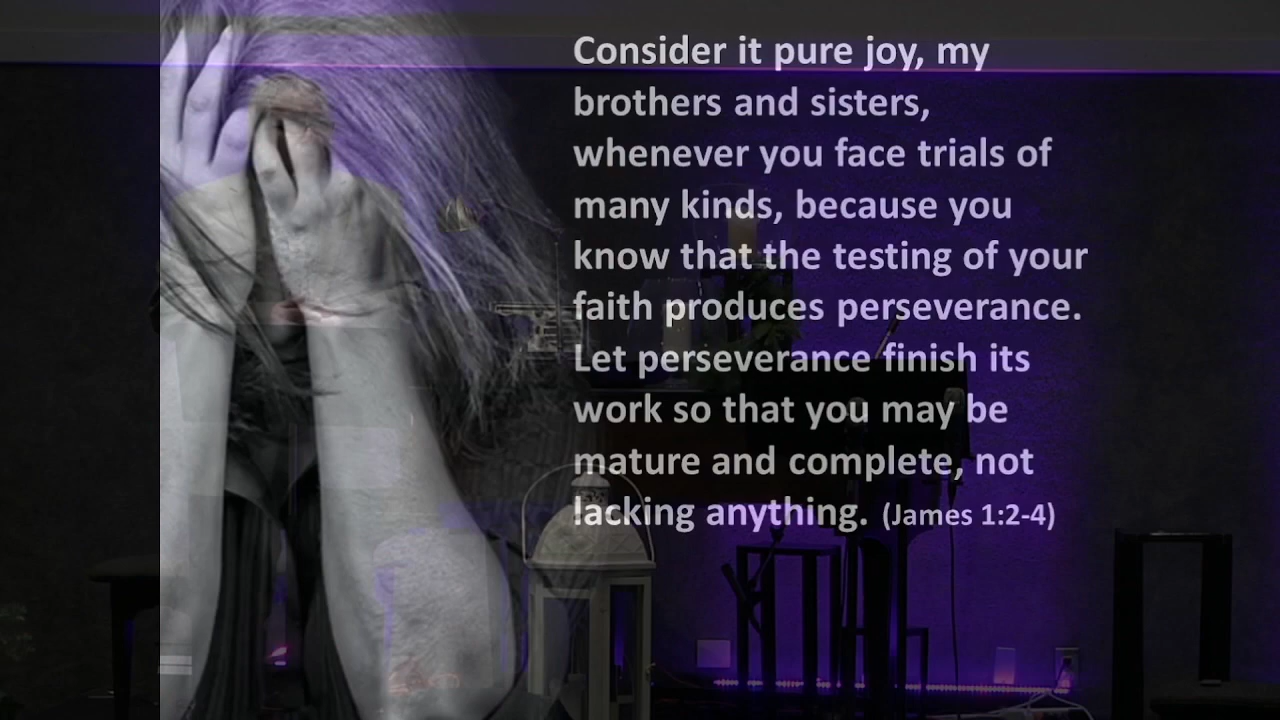 Consider it pure joy, my
brothers and sisters,
whenever you face trials of
many kinds, because you
know that the testing of your
faith produces perseverance.
Let perseverance finish its
work so that you may be
mature and complete, not
lacking anything. (James 1:2-4)